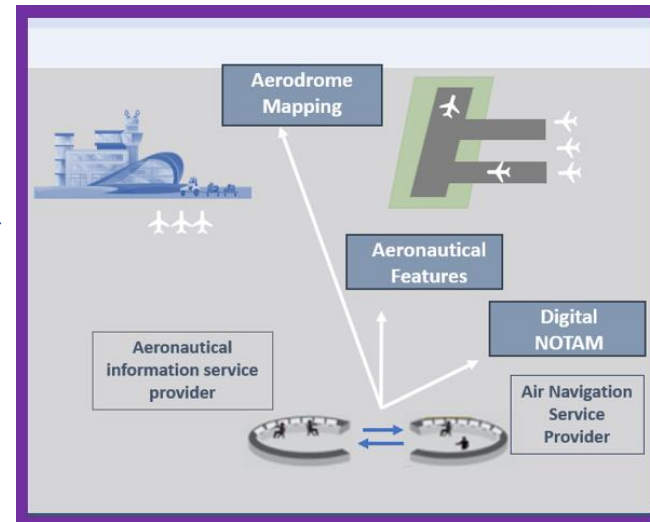 Aerodrome
Mapping
Aeronautical
Features
Digital
NOTAM
Aeronautical
information service
provider
Air Navigation
Service
Provider